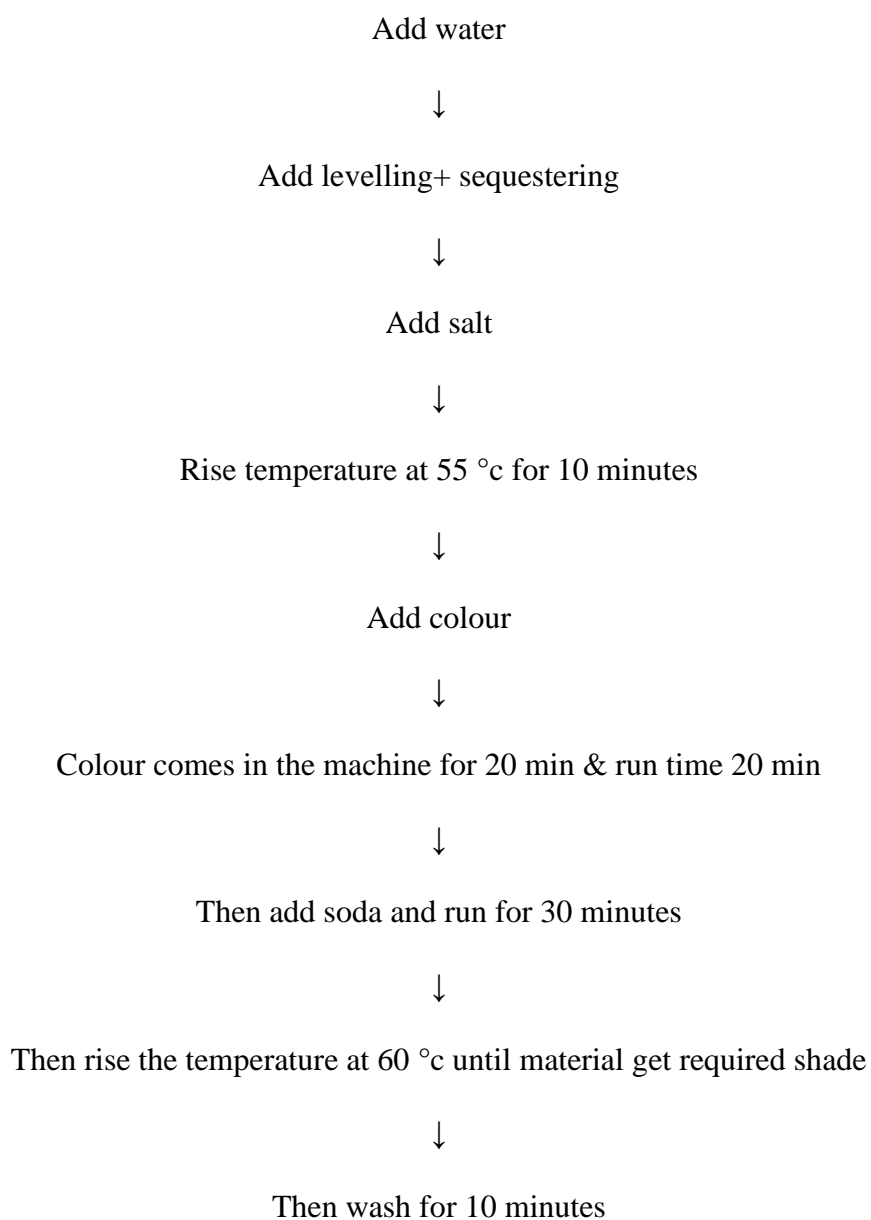 Add water
↓
Add levelling+ sequestering
↓
Add salt
↓
Rise temperature at 55 °c for 10 minutes
↓
Add colour
↓
Colour comes in the machine for 20 min & run time 20 min
↓
Then add soda and run for 30 minutes
↓
Then rise the temperature at 60 °c until material get required shade
↓
Then wash for 10 minutes